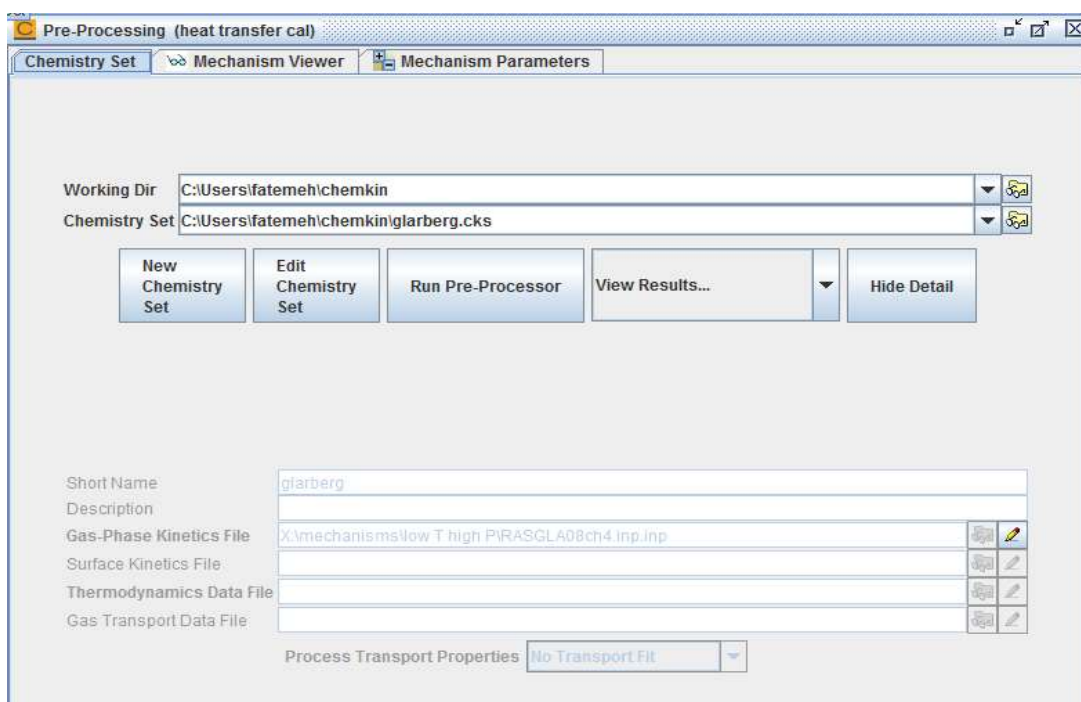 Pre-Processing (heat transfer cal)
Chemistry Set Mechanism Viewer Mechanism Parameters
Working Dir C:\Users\fatemeh\chemkin
Chemistry Set C:\Users\fatemeh\chemkin\glarberg.cks
New Chemistry Set Edit Chemistry Set Run Pre-Processor View Results... Hide Detail
Short Name glarberg
Description
Gas-Phase Kinetics File X:\mechanisms\low T high P\RASGLA08ch4.inp.inp
Surface Kinetics File
Thermodynamics Data File
Gas Transport Data File
Process Transport Properties No Transport Fit